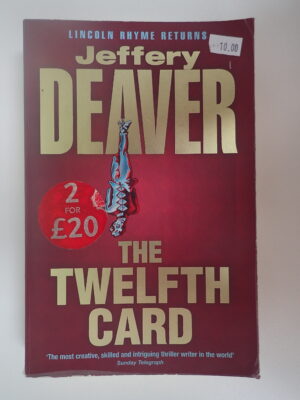 LINCOLN RHYME RETURNS
10.00
Jeffery
DEAVER
2
FOR
£20
THE
TWELFTH
CARD
'The most creative, skilled and intriguing thriller writer in the world'
Sunday Telegraph